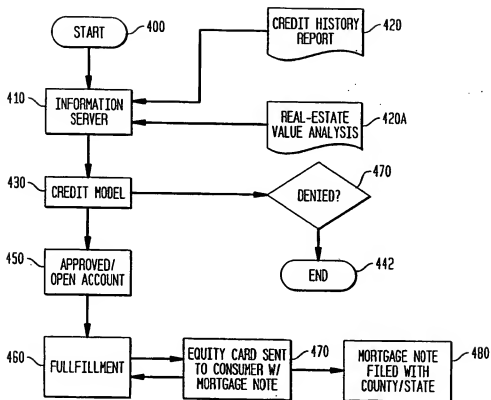 START
400
CREDIT HISTORY
REPORT
420
410
INFORMATION
SERVER
REAL-ESTATE
VALUE ANALYSIS
420A
430
CREDIT MODEL
DENIED?
470
450
APPROVED/
OPEN ACCOUNT
END
442
460
FULLFILLMENT
EQUITY CARD SENT
TO CONSUMER W/
MORTGAGE NOTE
470
MORTGAGE NOTE
FILED WITH
COUNTY/STATE
480